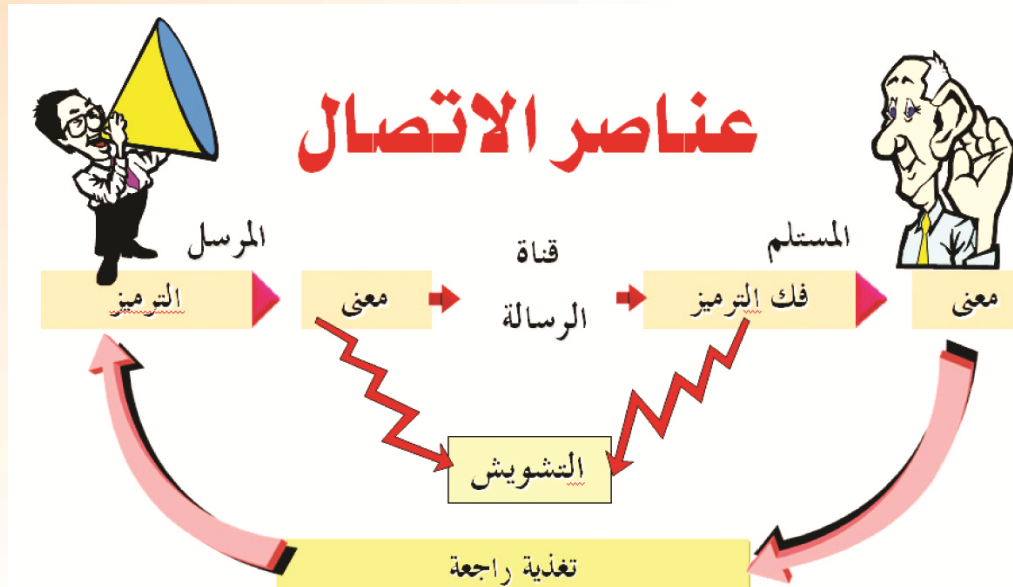 عناصر الاتصال
المرسل
قناة
المستلم
الترميز
معنى
الرسالة
فك الترميز
معنى
التشويش
تغذية راجعة